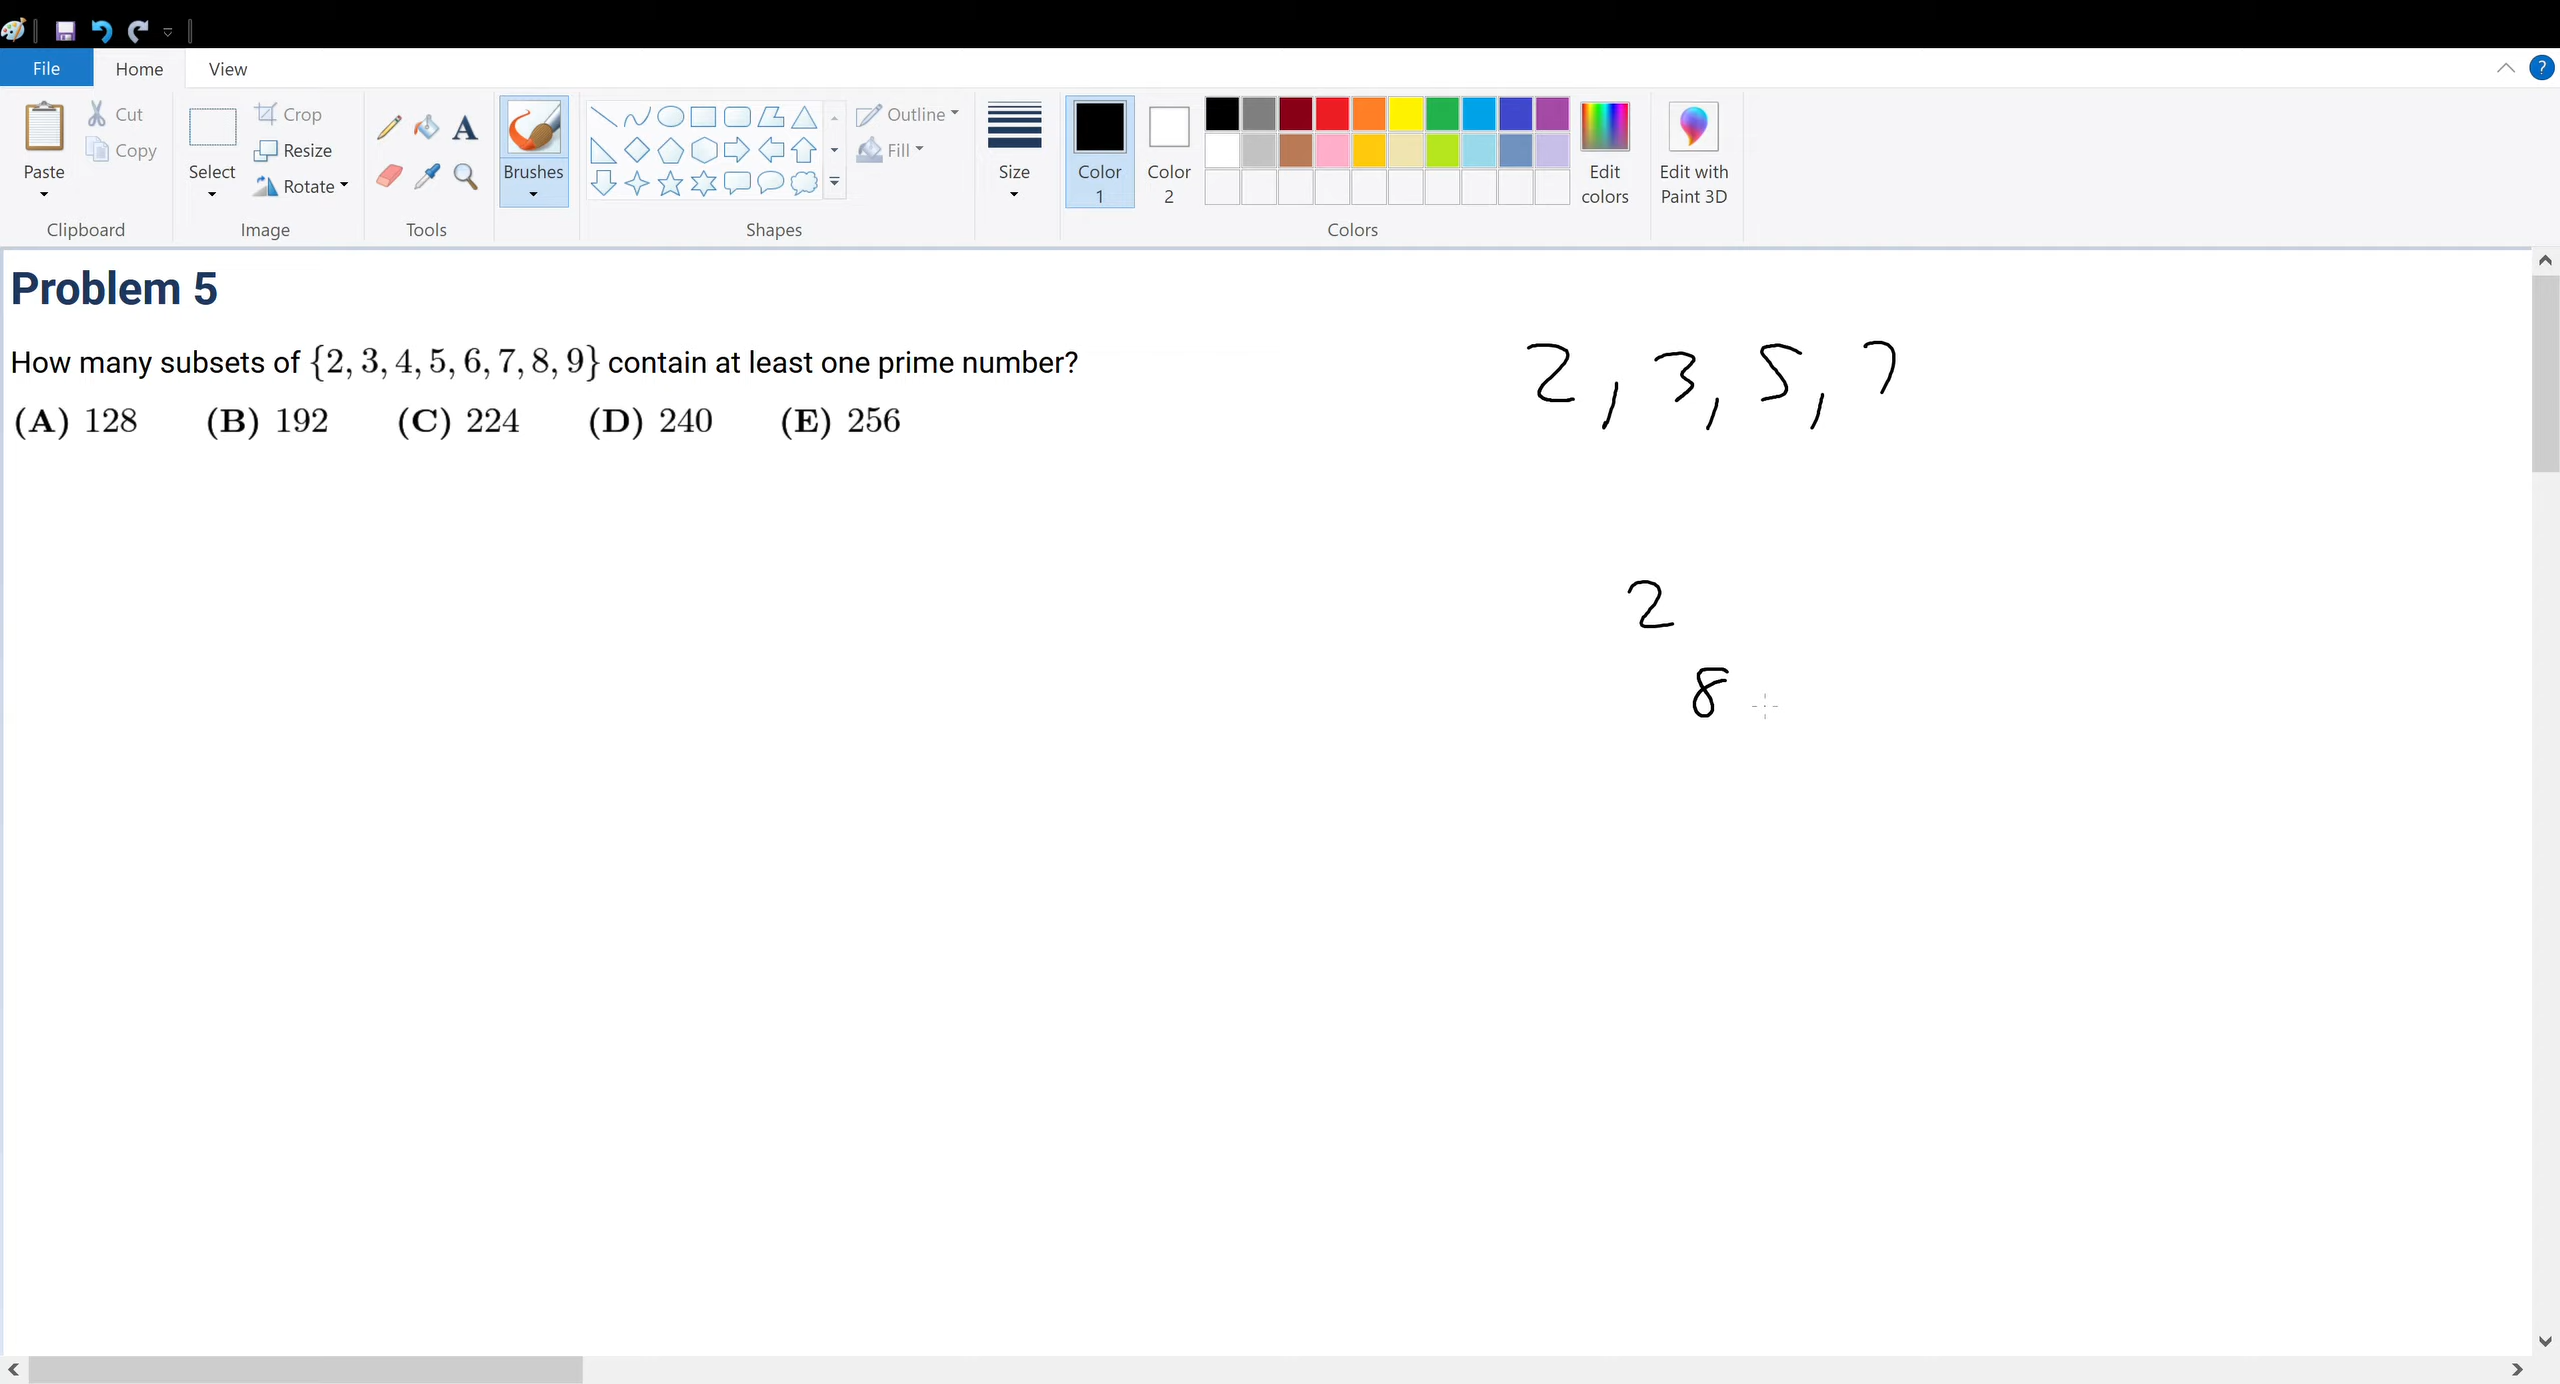 File Home View ?
Paste Cut Copy Clipboard
Select Crop Resize Rotate Image
A Tools
Brushes
Outline Fill Shapes
Size
Color 1 Color 2 Edit colors Colors
Edit with Paint 3D
Problem 5
How many subsets of {2, 3, 4, 5, 6, 7, 8, 9} contain at least one prime number?
(A) 128 (B) 192 (C) 224 (D) 240 (E) 256
2, 3, 5, 7
2
8